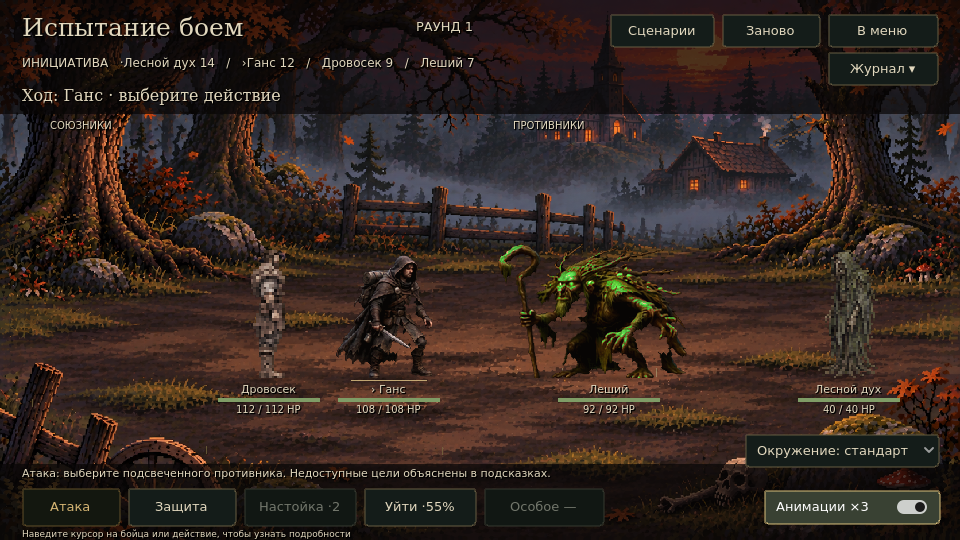 Испытание боем
РАУНД 1
Сценарии
Заново
В меню
ИНИЦИАТИВА ·Лесной дух 14 / ›Ганс 12 / Дровосек 9 / Леший 7
Журнал ▾
Ход: Ганс · выберите действие
СОЮЗНИКИ
ПРОТИВНИКИ
Дровосек
› Ганс
Леший
Лесной дух
112 / 112 HP
108 / 108 HP
92 / 92 HP
40 / 40 HP
Окружение: стандарт
Атака: выберите подсвеченного противника. Недоступные цели объяснены в подсказках.
Атака
Защита
Настойка ·2
Уйти ·55%
Особое —
Анимации ×3
Наведите курсор на бойца или действие, чтобы узнать подробности